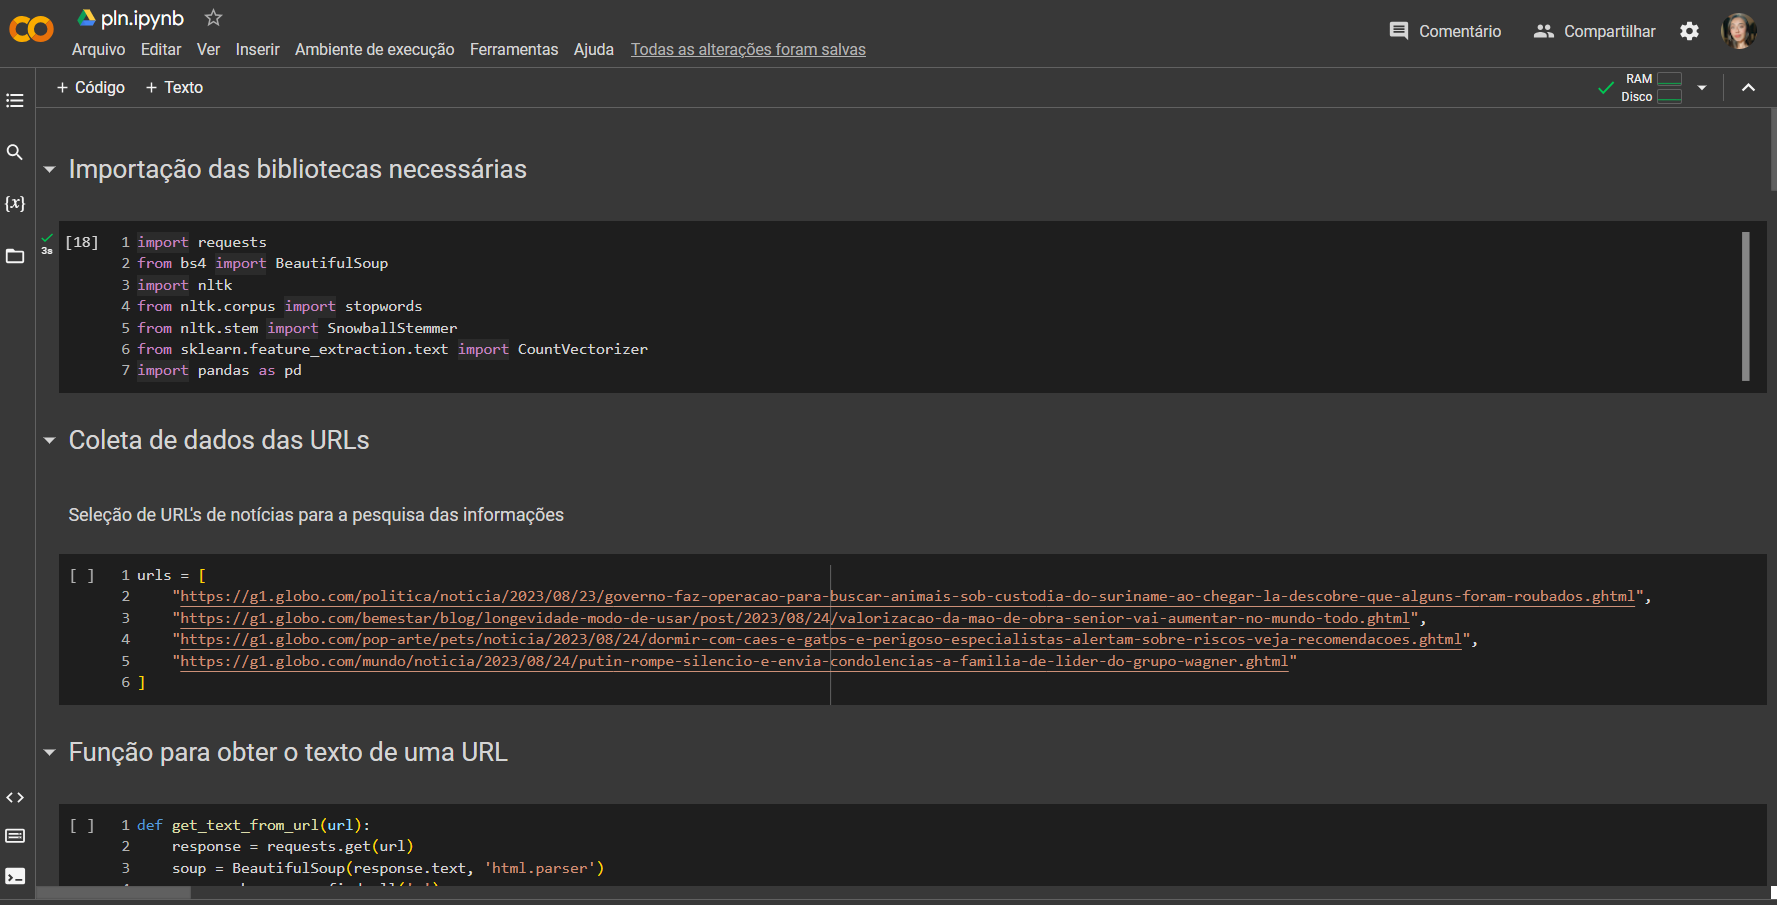 pln.ipynb
Arquivo Editar Ver Inserir Ambiente de execução Ferramentas Ajuda Todas as alterações foram salvas
Comentário Compartilhar
+ Código + Texto
RAM
Disco
Importação das bibliotecas necessárias
3s
[18]
1 import requests
2 from bs4 import BeautifulSoup
3 import nltk
4 from nltk.corpus import stopwords
5 from nltk.stem import SnowballStemmer
6 from sklearn.feature_extraction.text import CountVectorizer
7 import pandas as pd
Coleta de dados das URLs
Seleção de URL's de notícias para a pesquisa das informações
[ ]
1 urls = [
2 "https://g1.globo.com/politica/noticia/2023/08/23/governo-faz-operacao-para-buscar-animais-sob-custodia-do-suriname-ao-chegar-la-descobre-que-alguns-foram-roubados.ghtml",
3 "https://g1.globo.com/bemestar/blog/longevidade-modo-de-usar/post/2023/08/24/valorizacao-da-mao-de-obra-senior-vai-aumentar-no-mundo-todo.ghtml",
4 "https://g1.globo.com/pop-arte/pets/noticia/2023/08/24/dormir-com-caes-e-gatos-e-perigoso-especialistas-alertam-sobre-riscos-veja-recomendacoes.ghtml",
5 "https://g1.globo.com/mundo/noticia/2023/08/24/putin-rompe-silencio-e-envia-condolencias-a-familia-de-lider-do-grupo-wagner.ghtml"
6 ]
Função para obter o texto de uma URL
[ ]
1 def get_text_from_url(url):
2 response = requests.get(url)
3 soup = BeautifulSoup(response.text, 'html.parser')